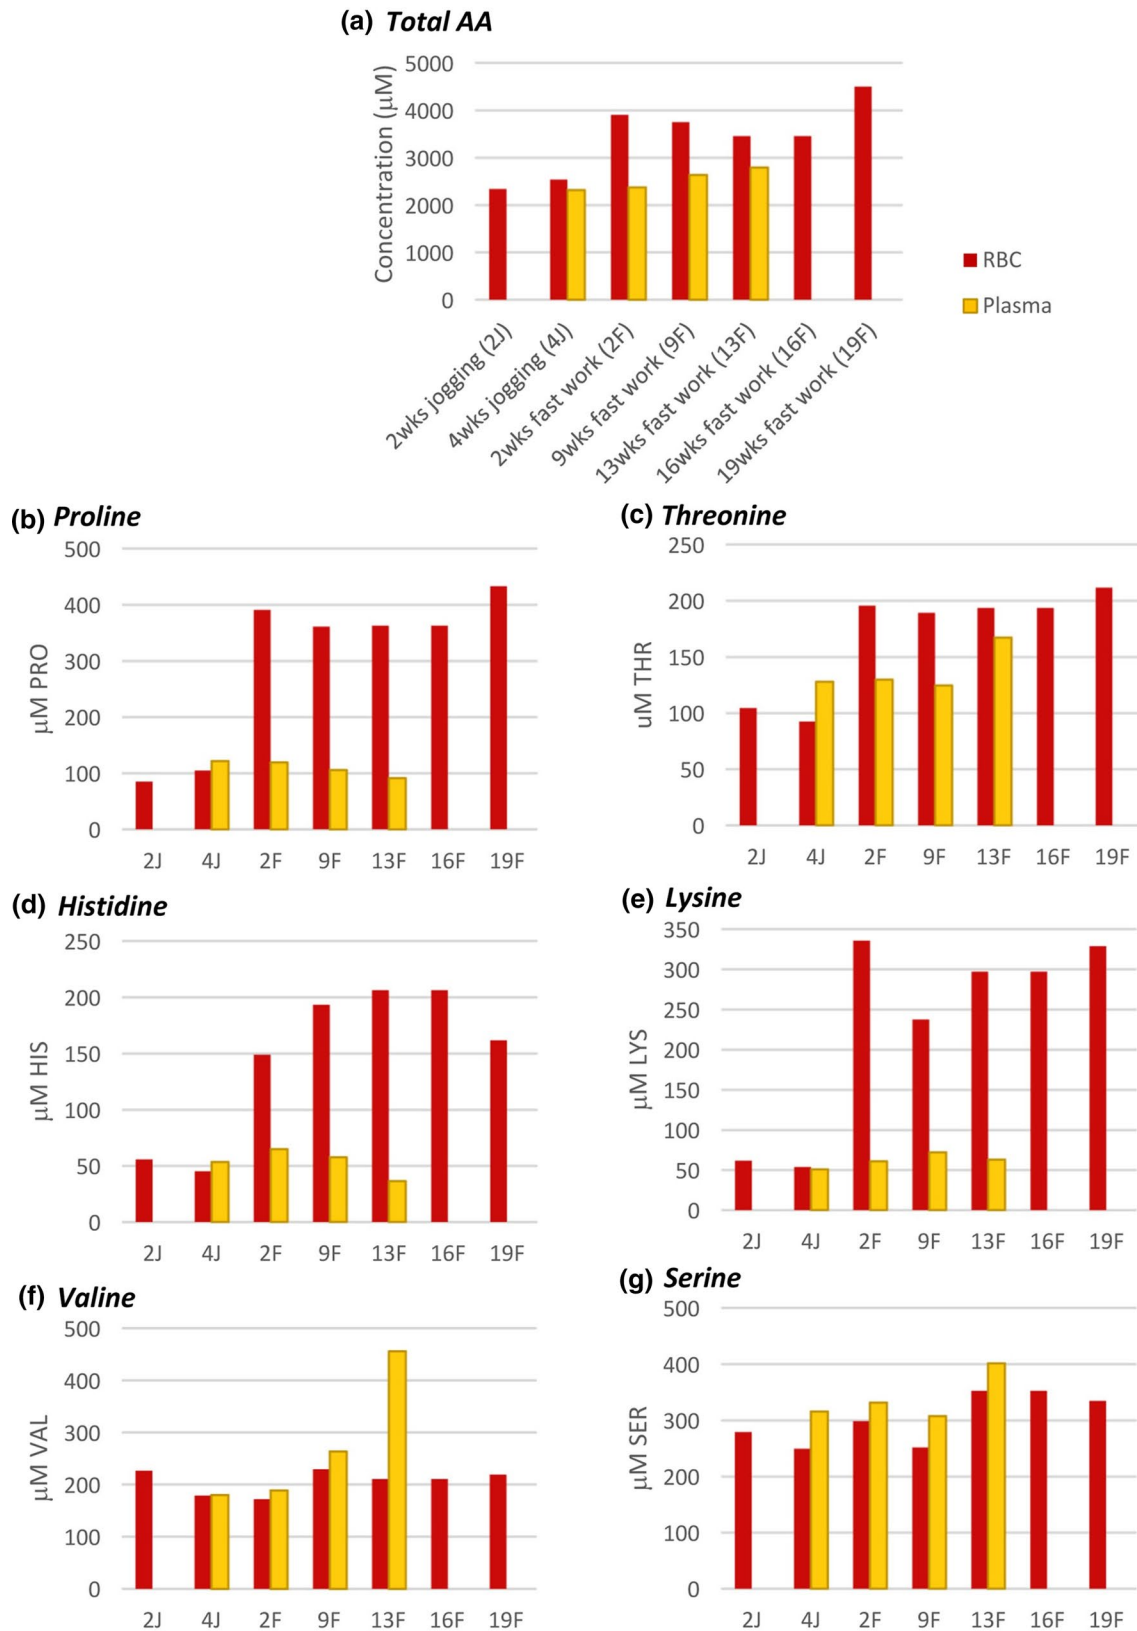 (a) Total AA
5000
4000
3000
2000
1000
0
Concentration (μM)
RBC
Plasma
2wks jogging (2J)
4wks jogging (4J)
2wks fast work (2F)
9wks fast work (9F)
13wks fast work (13F)
16wks fast work (16F)
19wks fast work (19F)
(b) Proline
500
400
300
200
100
0
μM PRO
2J 4J 2F 9F 13F 16F 19F
(c) Threonine
250
200
150
100
50
0
uM THR
2J 4J 2F 9F 13F 16F 19F
(d) Histidine
250
200
150
100
50
0
μM HIS
2J 4J 2F 9F 13F 16F 19F
(e) Lysine
350
300
250
200
150
100
50
0
μM LYS
2J 4J 2F 9F 13F 16F 19F
(f) Valine
500
400
300
200
100
0
μM VAL
2J 4J 2F 9F 13F 16F 19F
(g) Serine
500
400
300
200
100
0
μM SER
2J 4J 2F 9F 13F 16F 19F